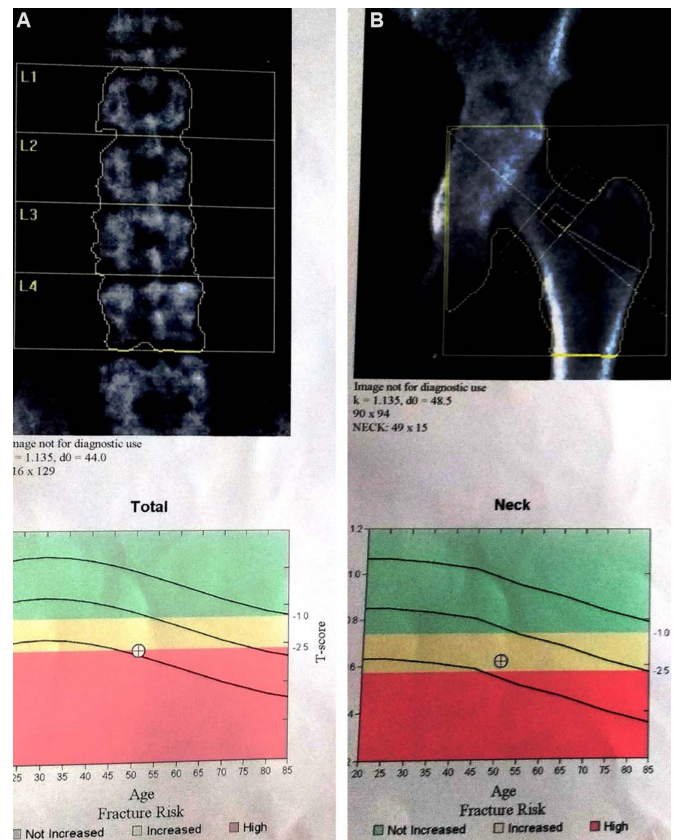 A
L1
L2
L3
L4
nage not for diagnostic use
= 1.135, d0 = 44.0
16 x 129
Total
-1.0
-2.5
T-score
25 30 35 40 45 50 55 60 65 70 75 80 85
Age
Fracture Risk
Not Increased Increased High
B
Image not for diagnostic use
k = 1.135, d0 = 48.5
90 x 94
NECK: 49 x 15
Neck
1.2
1.0
0.8
.6
.4
2
-1.0
-2.5
20 25 30 35 40 45 50 55 60 65 70 75 80 85
Age
Fracture Risk
Not Increased Increased High